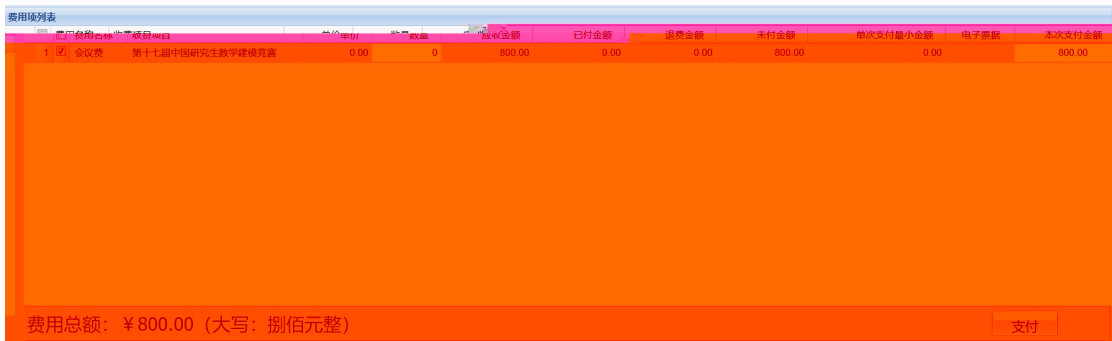 费用项列表
费用名称 收费项目 单价 数量 应收金额 已付金额 退费金额 未付金额 单次支付最小金额 电子票据 本次支付金额
1 会议费 第十七届中国研究生数学建模竞赛 0.00 0 800.00 0.00 0.00 800.00 0.00 800.00
费用总额：￥800.00（大写：捌佰元整）
支付